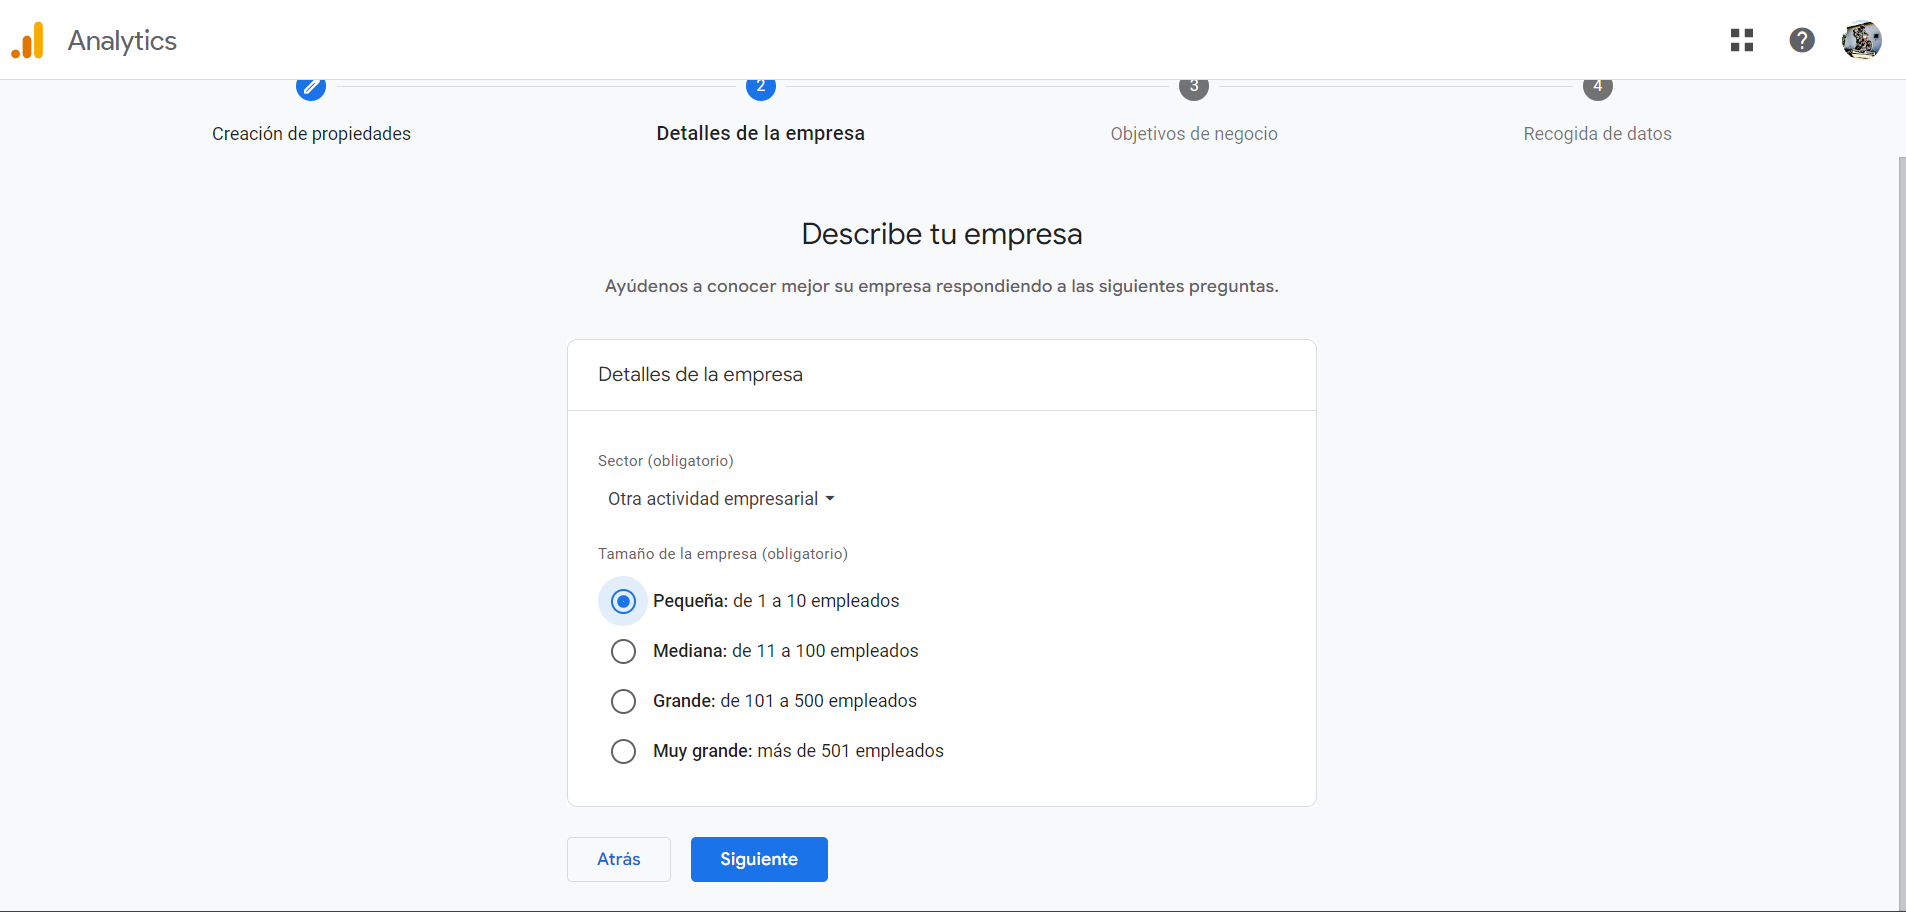 Analytics
2
3
4
Creación de propiedades
Detalles de la empresa
Objetivos de negocio
Recogida de datos
Describe tu empresa
Ayúdenos a conocer mejor su empresa respondiendo a las siguientes preguntas.
Detalles de la empresa
Sector (obligatorio)
Otra actividad empresarial
Tamaño de la empresa (obligatorio)
Pequeña: de 1 a 10 empleados
Mediana: de 11 a 100 empleados
Grande: de 101 a 500 empleados
Muy grande: más de 501 empleados
Atrás
Siguiente